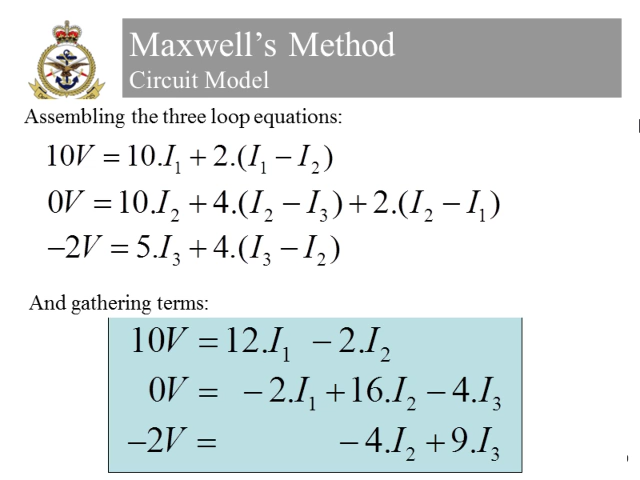 Maxwell's Method
Circuit Model
Assembling the three loop equations:
10V = 10.I₁ + 2.(I₁ − I₂)
0V = 10.I₂ + 4.(I₂ − I₃) + 2.(I₂ − I₁)
−2V = 5.I₃ + 4.(I₃ − I₂)
And gathering terms:
10V = 12.I₁ − 2.I₂
0V = − 2.I₁ + 16.I₂ − 4.I₃
−2V = − 4.I₂ + 9.I₃